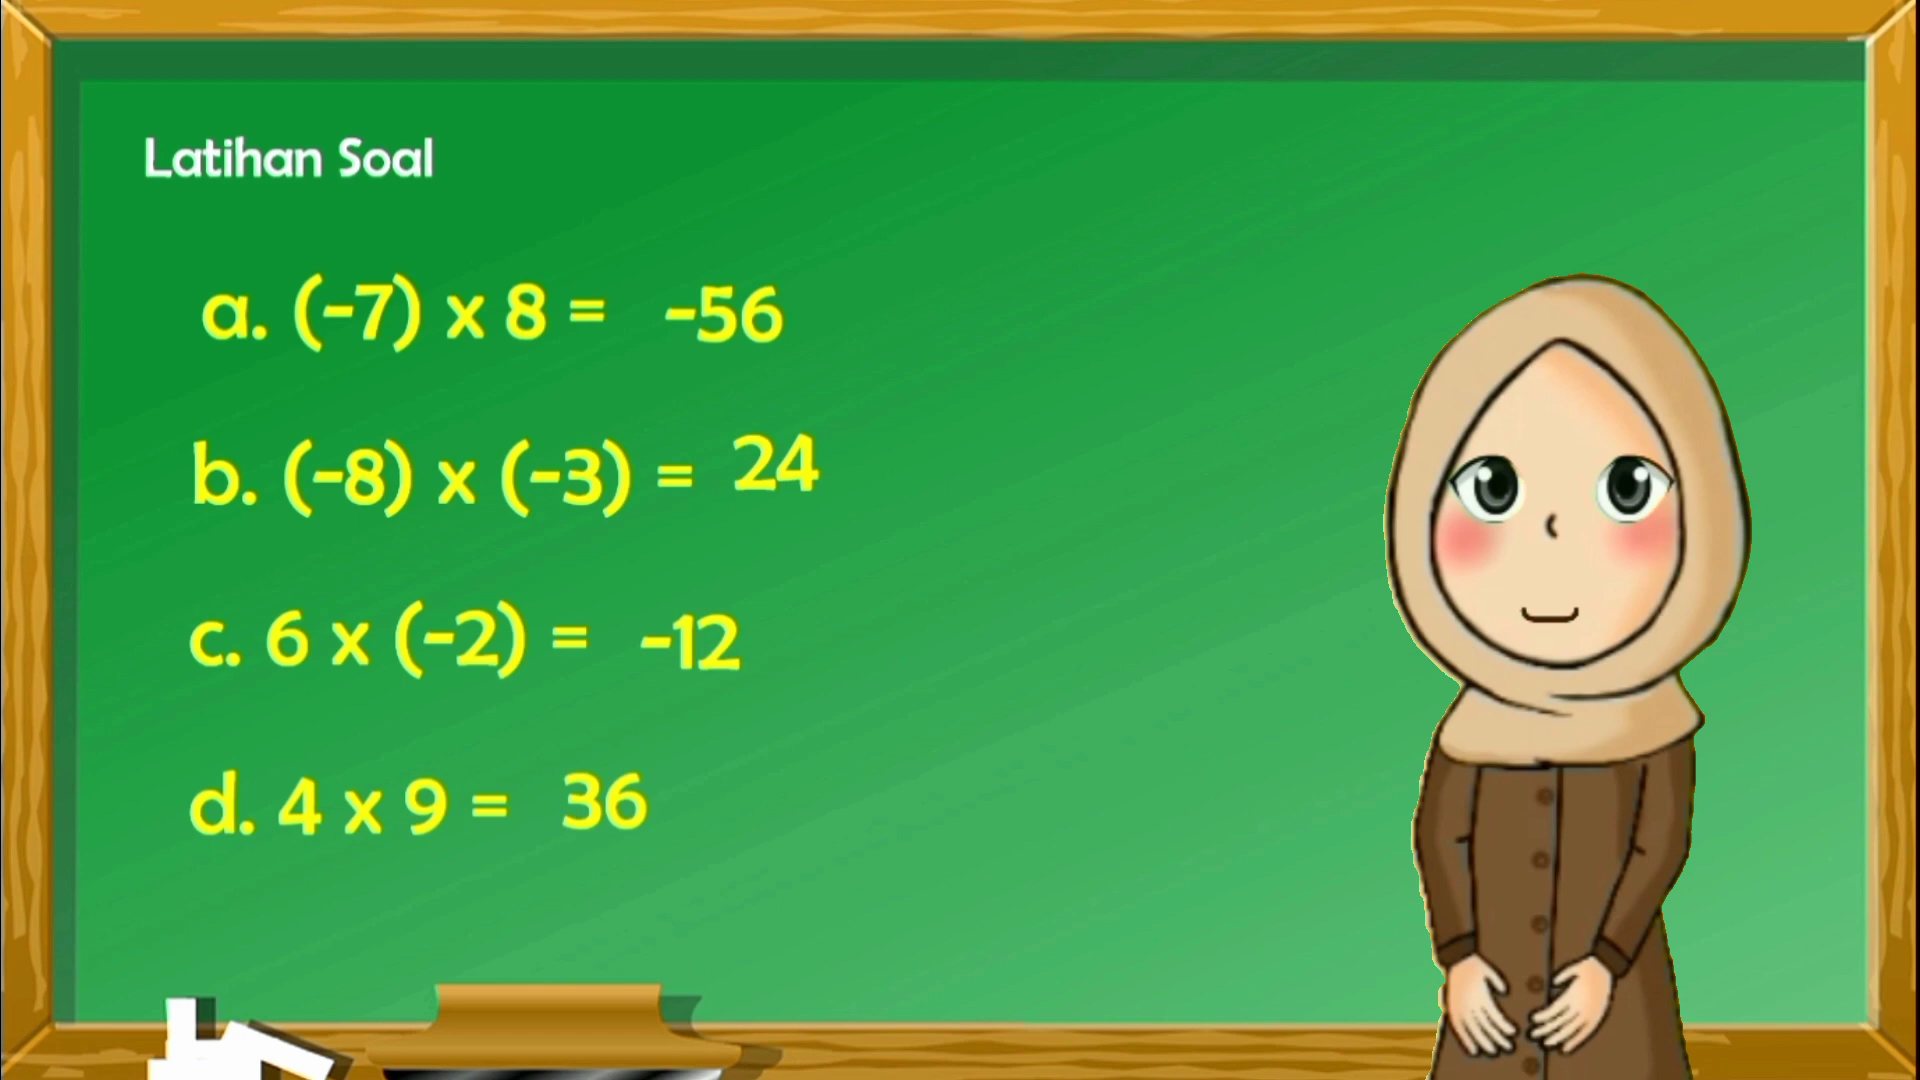 Latihan Soal
a. (-7) x 8 = -56
b. (-8) x (-3) = 24
c. 6 x (-2) = -12
d. 4 x 9 = 36